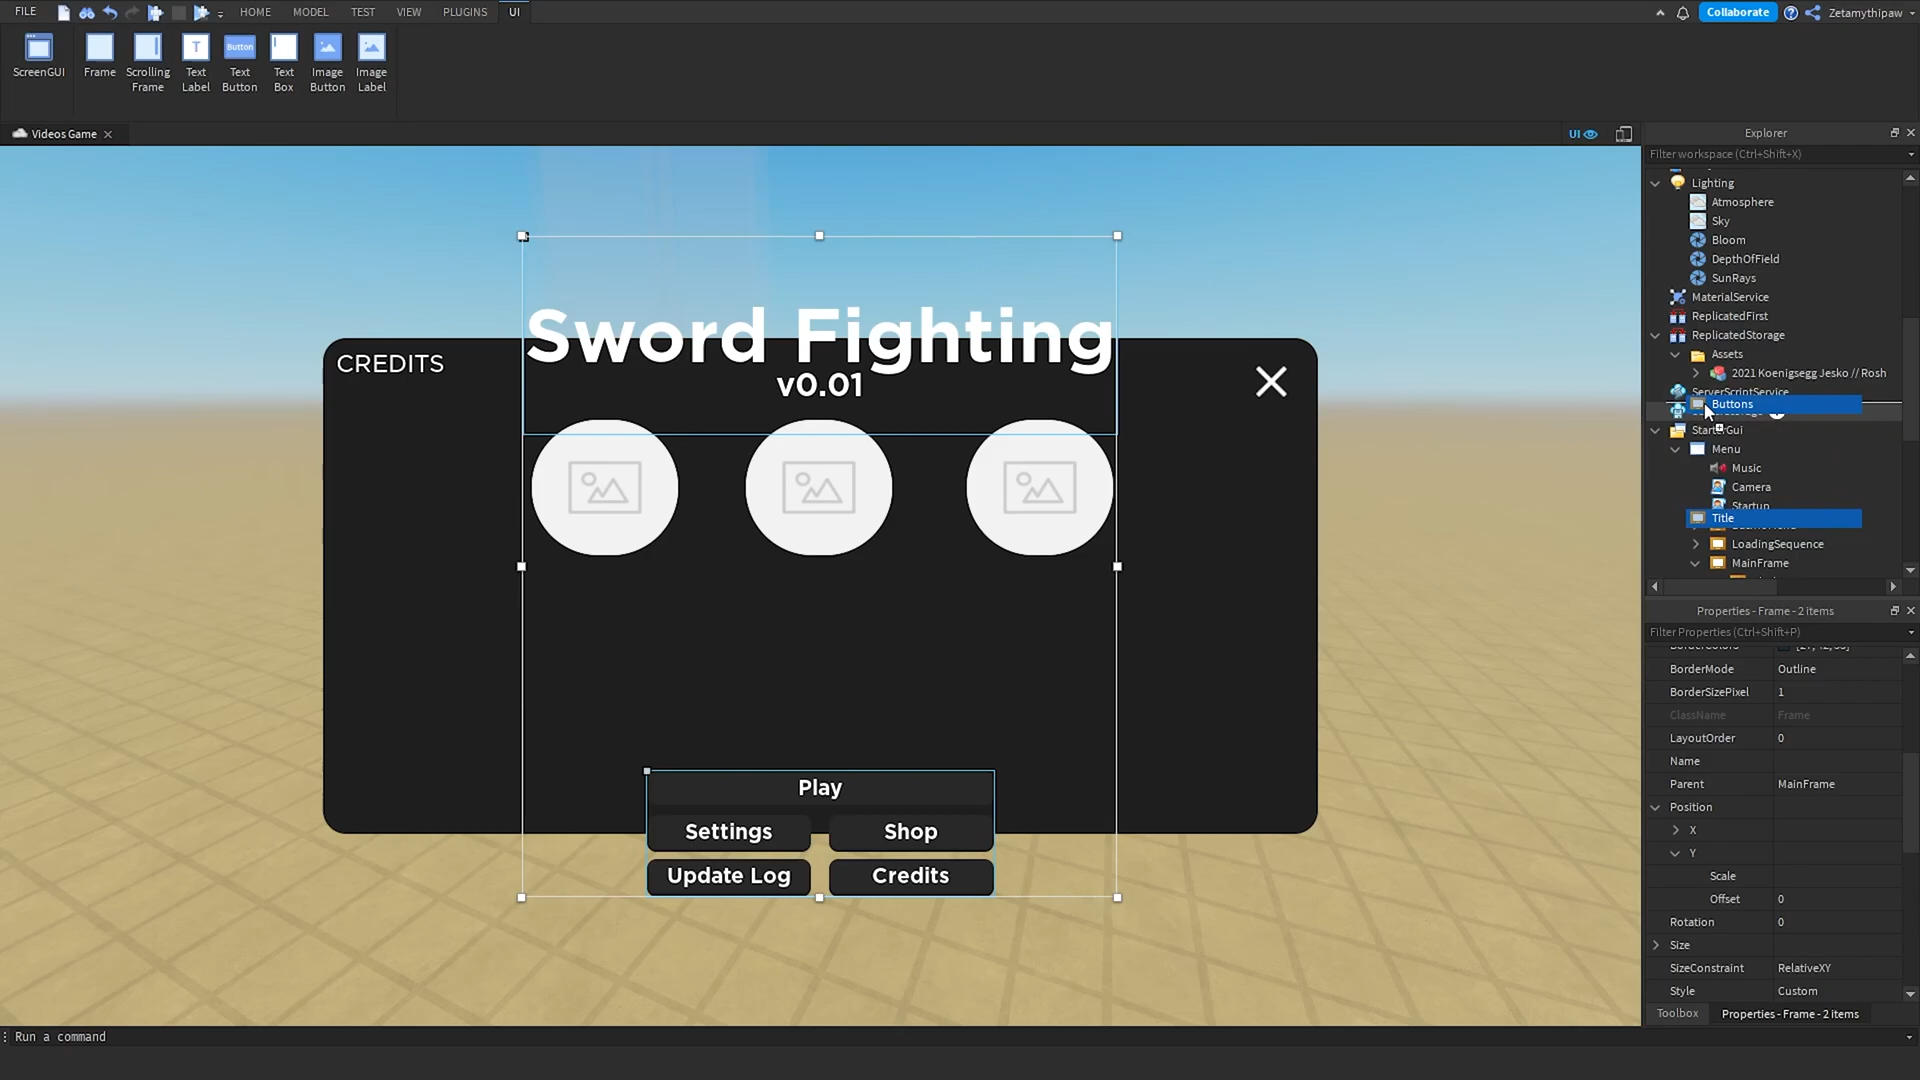 FILE HOME MODEL TEST VIEW PLUGINS UI Collaborate Zetamythipaw
ScreenGUI Frame Scrolling Frame Text Label Button Text Button Text Box Image Button Image Label
Videos Game UI
Explorer
Filter workspace (Ctrl+Shift+X)
Lighting
Atmosphere
Sky
Bloom
DepthOfField
SunRays
MaterialService
ReplicatedFirst
ReplicatedStorage
Assets
2021 Koenigsegg Jesko // Rosh
ServerScriptService
Buttons
StarterGui
Menu
Music
Camera
Startup
Title
LoadingSequence
MainFrame
Sword Fighting
v0.01
CREDITS
Play
Settings Shop
Update Log Credits
Properties - Frame - 2 items
Filter Properties (Ctrl+Shift+P)
BorderMode Outline
BorderSizePixel 1
ClassName Frame
LayoutOrder 0
Name
Parent MainFrame
Position
X
Y
Scale
Offset 0
Rotation 0
Size
SizeConstraint RelativeXY
Style Custom
Toolbox Properties - Frame - 2 items
Run a command